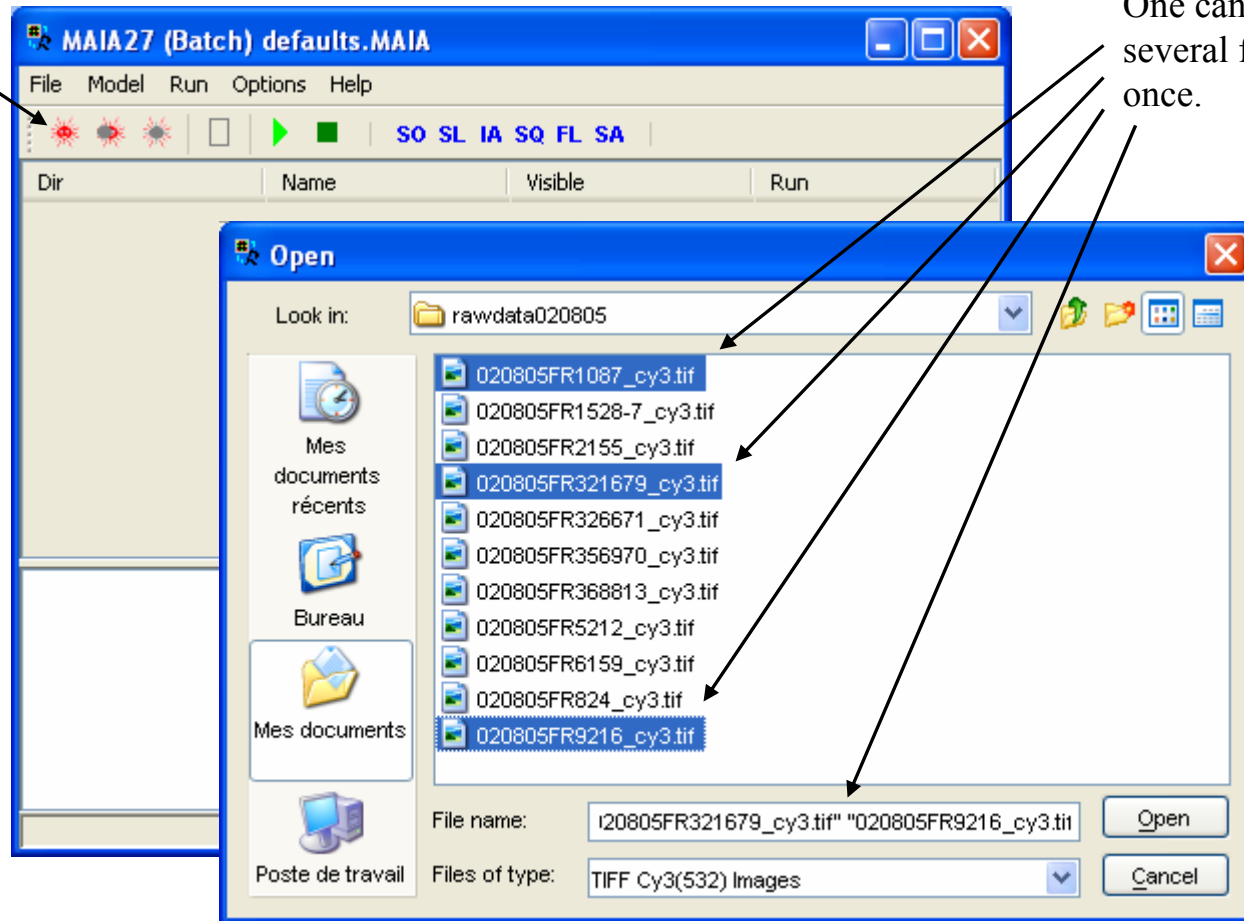 One can
several f
once.
MAIA27 (Batch) defaults.MAIA
File Model Run Options Help
SO SL IA SQ FL SA
Dir Name Visible Run
Open
Look in: rawdata020805
020805FR1087_cy3.tif
020805FR1528-7_cy3.tif
020805FR2155_cy3.tif
020805FR321679_cy3.tif
020805FR326671_cy3.tif
020805FR356970_cy3.tif
020805FR368813_cy3.tif
020805FR5212_cy3.tif
020805FR6159_cy3.tif
020805FR824_cy3.tif
020805FR9216_cy3.tif
Mes
documents
récents
Bureau
Mes documents
Poste de travail
File name: 020805FR321679_cy3.tif" "020805FR9216_cy3.tif
Open
Files of type: TIFF Cy3(532) Images
Cancel